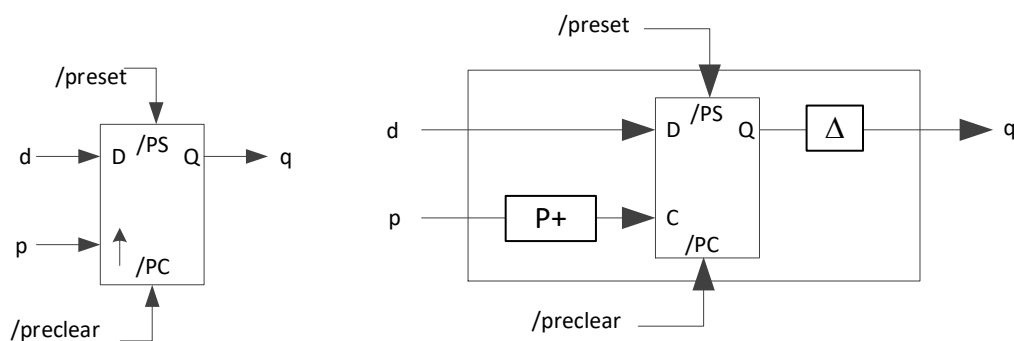 /preset
d
D
/PS
Q
q
p
/PC
/preclear
/preset
d
D
/PS
Q
Δ
q
p
P+
C
/PC
/preclear